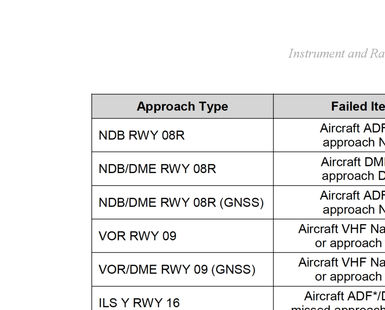 Instrument and Ra
Approach Type Failed Ite
NDB RWY 08R Aircraft ADF
approach N
NDB/DME RWY 08R Aircraft DME
approach D
NDB/DME RWY 08R (GNSS) Aircraft ADF
approach N
VOR RWY 09 Aircraft VHF Na
or approach
VOR/DME RWY 09 (GNSS) Aircraft VHF Na
or approach
ILS Y RWY 16 Aircraft ADF*/D
missed approach